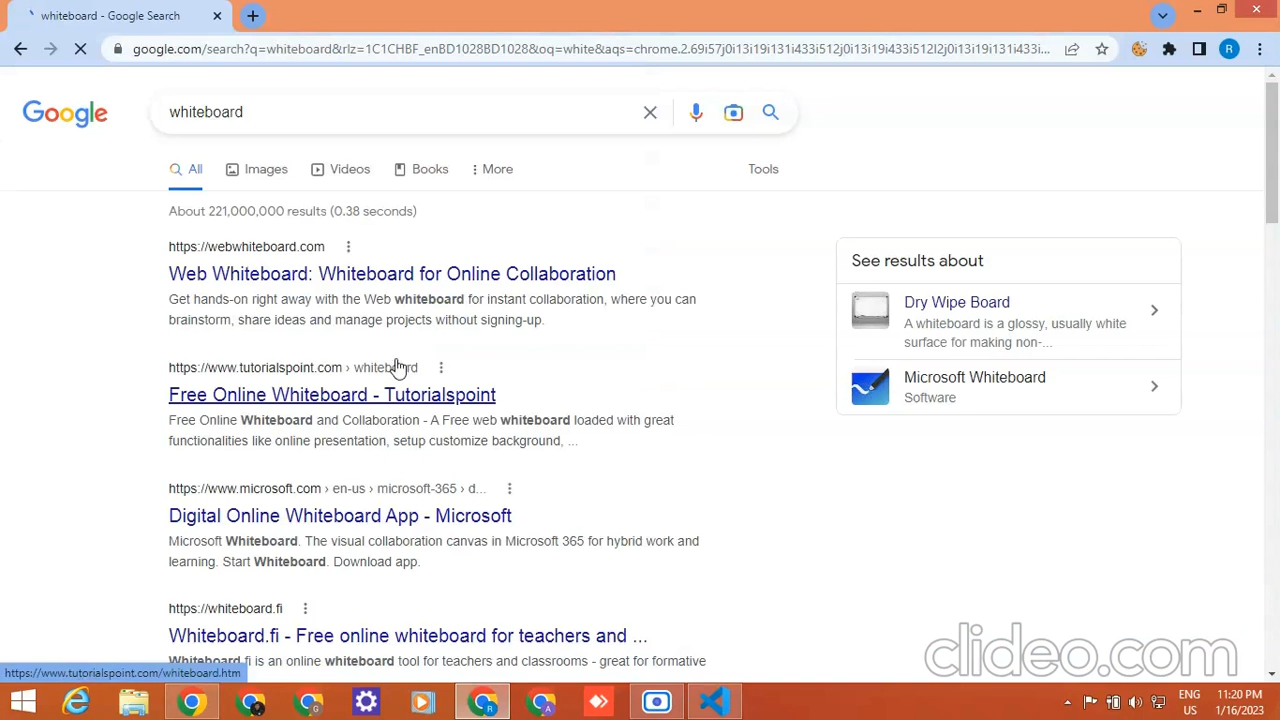 whiteboard - Google Search
google.com/search?q=whiteboard&rlz=1C1CHBF_enBD1028BD1028&oq=white&aqs=chrome.2.69i57j0i13i19i131i433i512j0i19i433i512l2j0i13i19i131i433i...
R
Google
whiteboard
All
Images
Videos
Books
More
Tools
About 221,000,000 results (0.38 seconds)
https://webwhiteboard.com
Web Whiteboard: Whiteboard for Online Collaboration
Get hands-on right away with the Web whiteboard for instant collaboration, where you can
brainstorm, share ideas and manage projects without signing-up.
https://www.tutorialspoint.com › whiteboard
Free Online Whiteboard - Tutorialspoint
Free Online Whiteboard and Collaboration - A Free web whiteboard loaded with great
functionalities like online presentation, setup customize background, ...
https://www.microsoft.com › en-us › microsoft-365 › d...
Digital Online Whiteboard App - Microsoft
Microsoft Whiteboard. The visual collaboration canvas in Microsoft 365 for hybrid work and
learning. Start Whiteboard. Download app.
https://whiteboard.fi
Whiteboard.fi - Free online whiteboard for teachers and ...
Whiteboard.fi is an online whiteboard tool for teachers and classrooms - great for formative
See results about
Dry Wipe Board
A whiteboard is a glossy, usually white
surface for making non-...
Microsoft Whiteboard
Software
https://www.tutorialspoint.com/whiteboard.htm
clideo.com
G
R
A
ENG
US
11:20 PM
1/16/2023